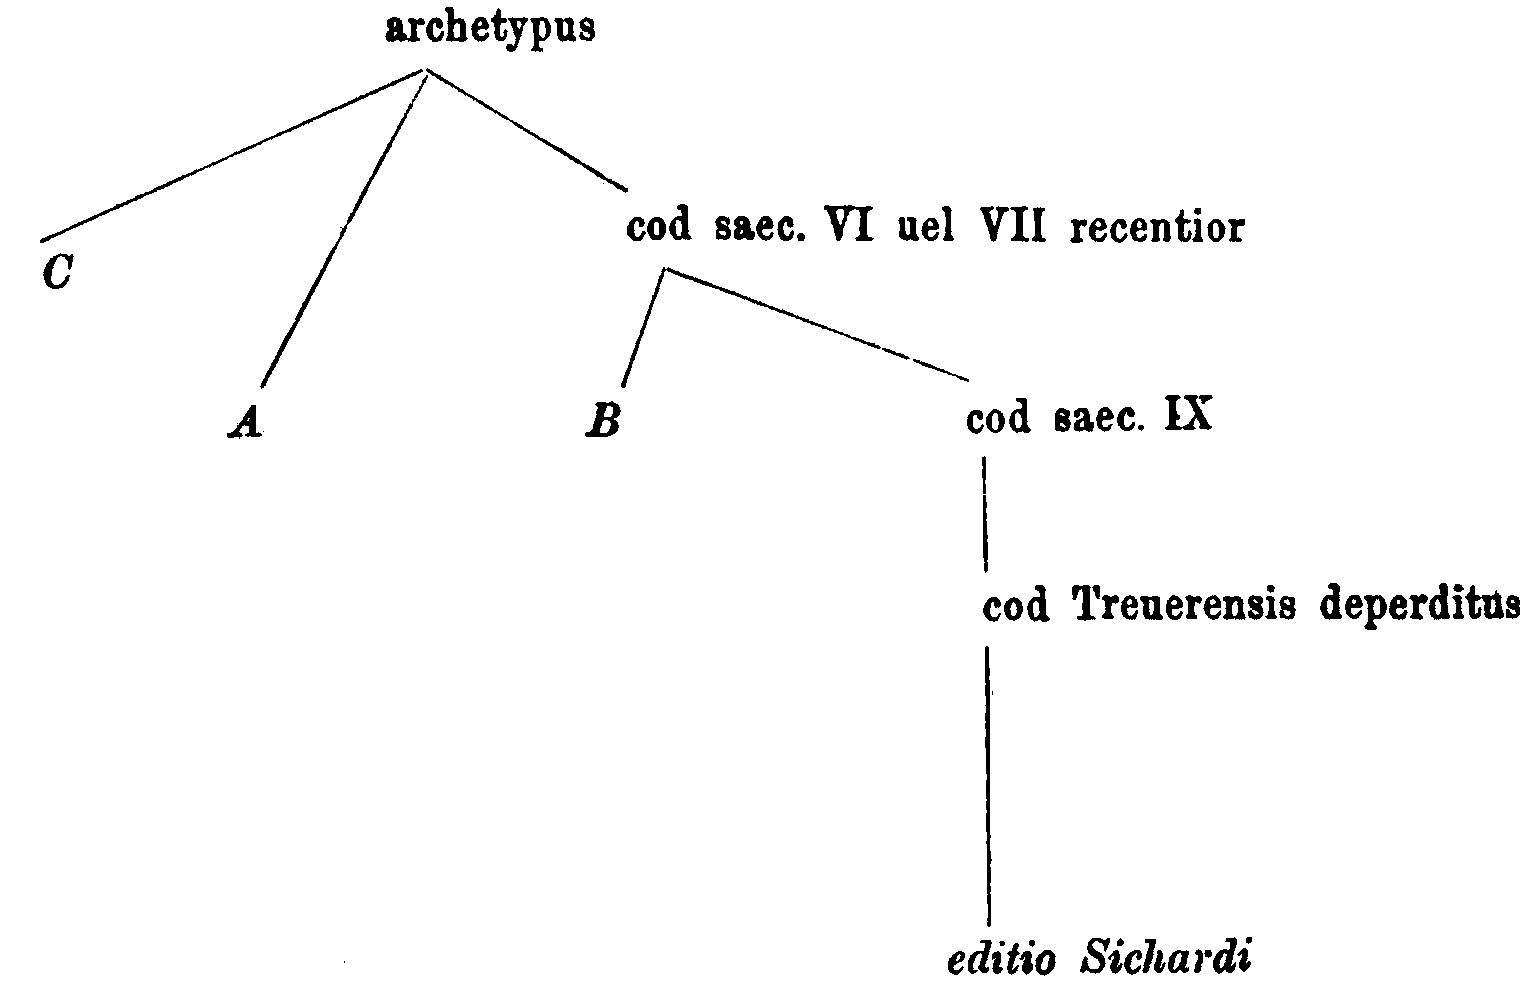 archetypus
cod saec. VI uel VII recentior
C
A
B
cod saec. IX
cod Treuerensis deperditus
editio Sichardi